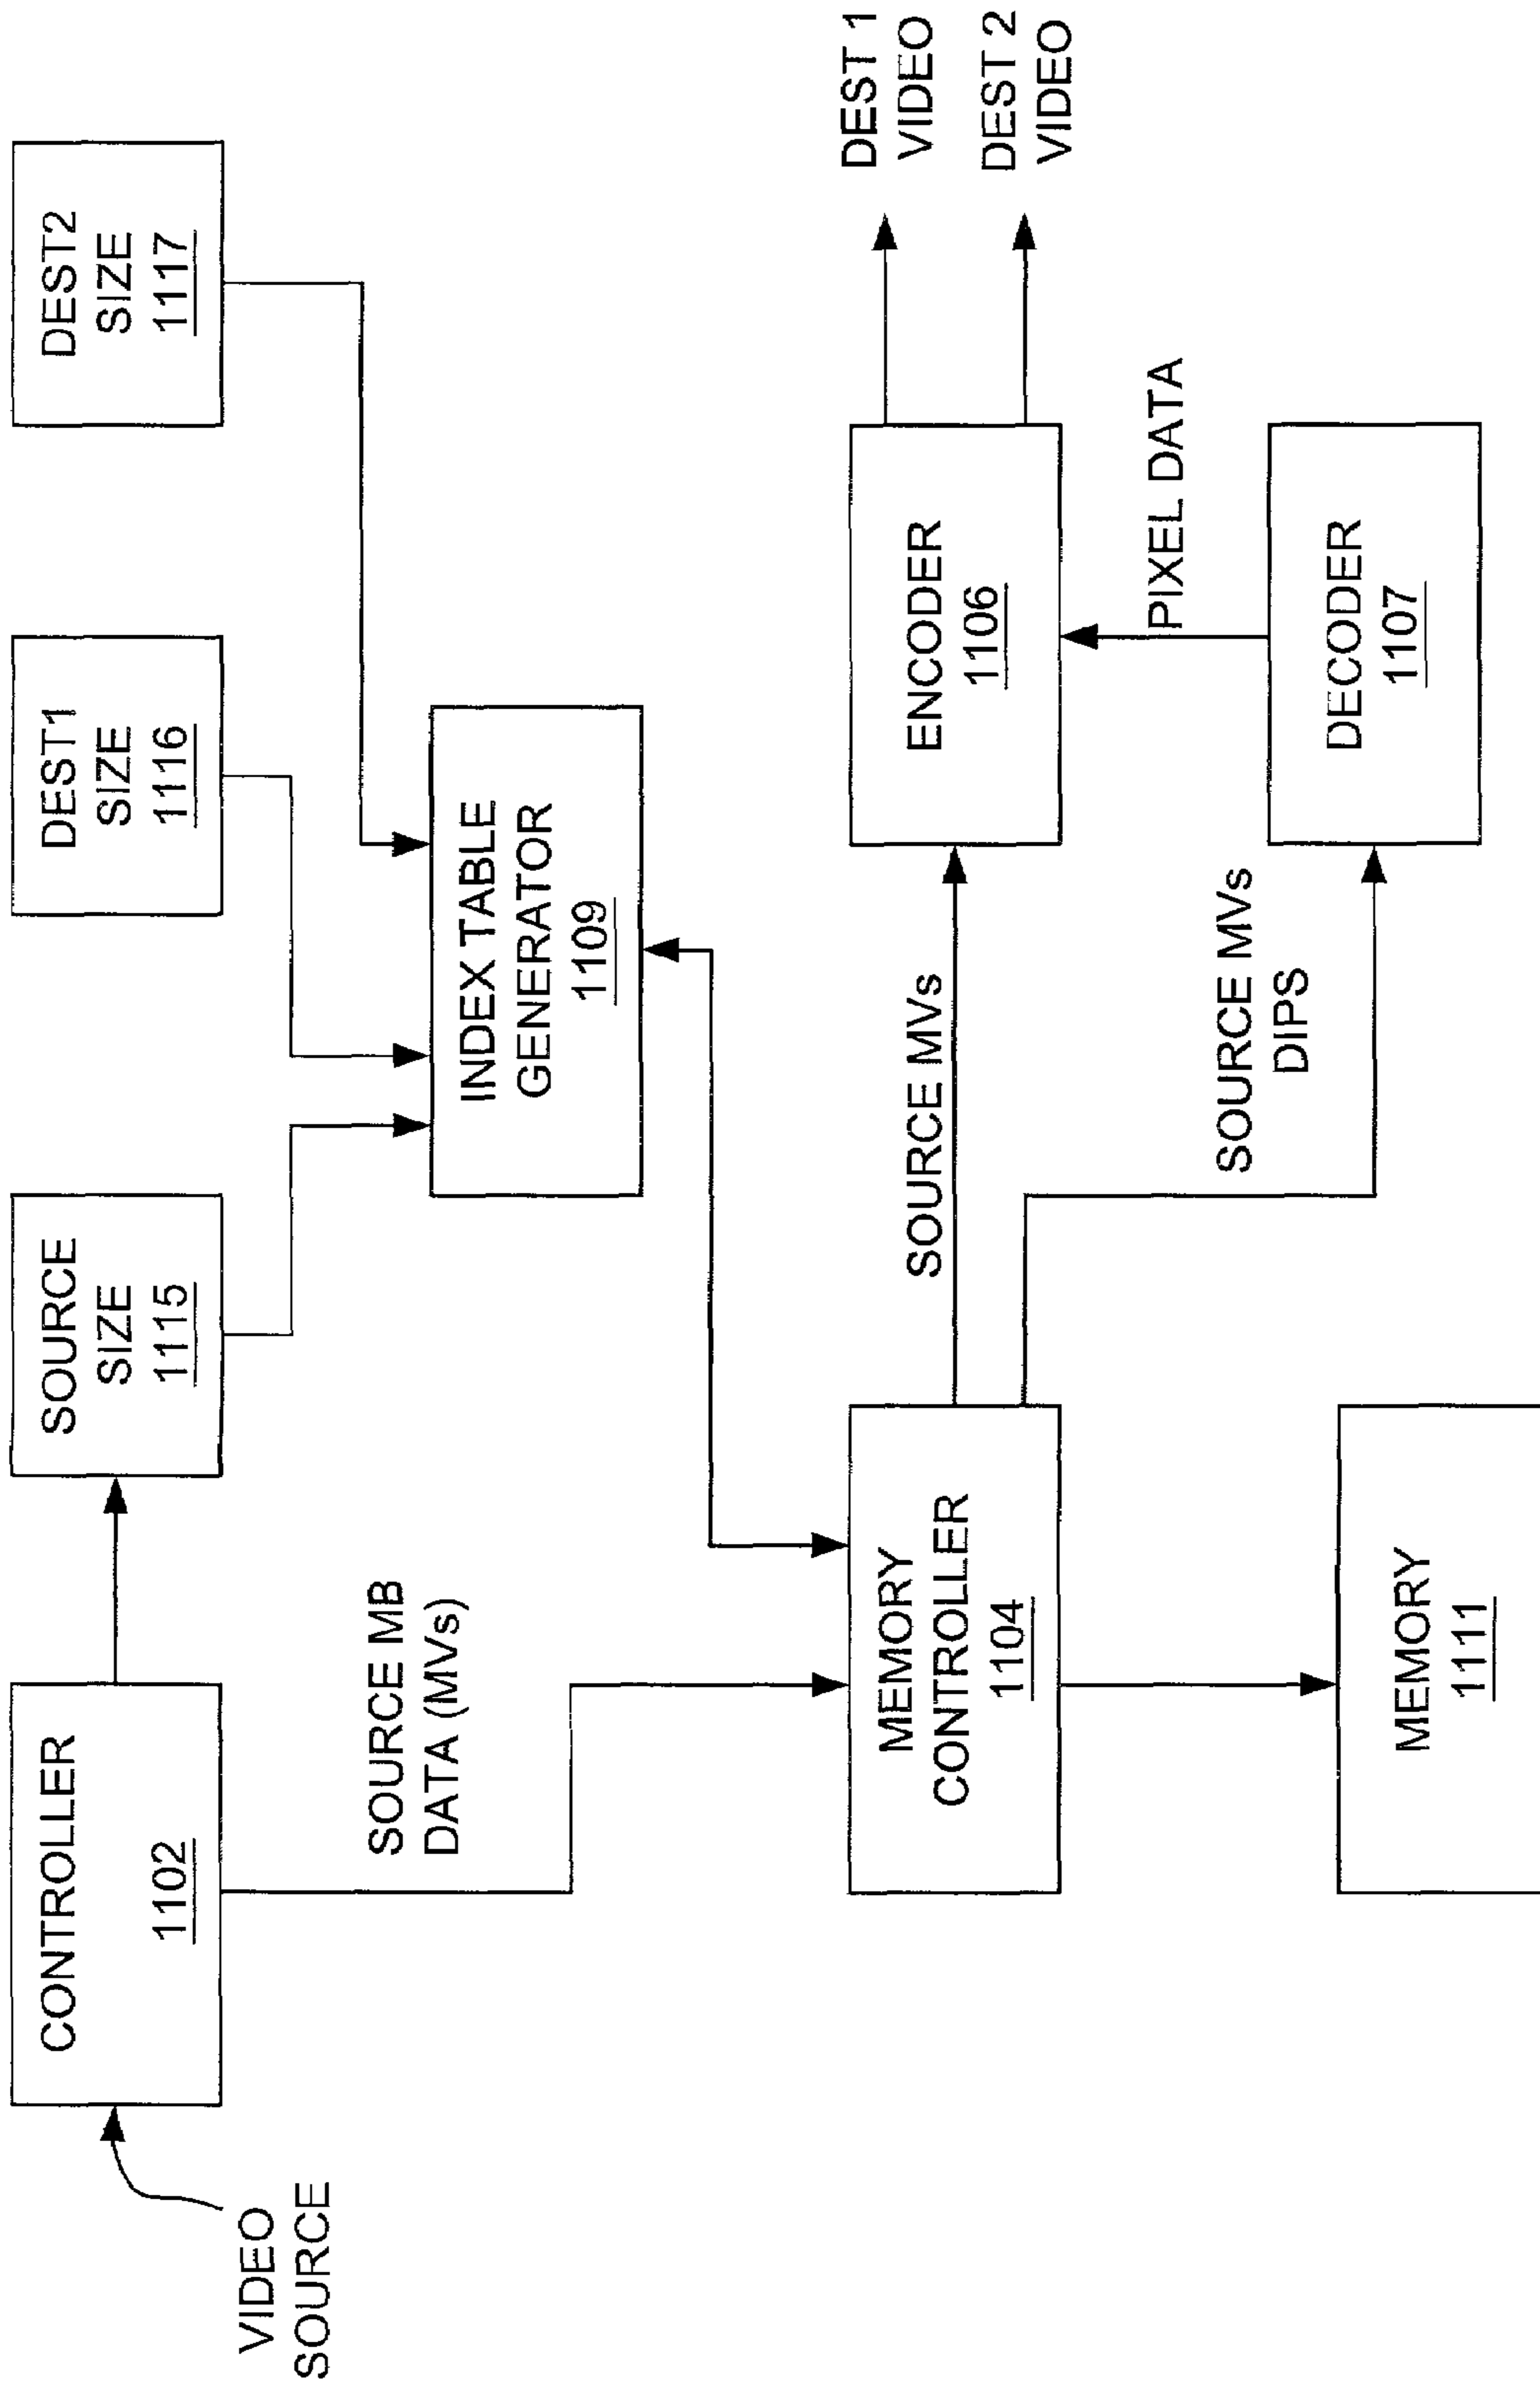 VIDEO
SOURCE
CONTROLLER
1102
SOURCE
SIZE
1115
DEST1
SIZE
1116
DEST2
SIZE
1117
SOURCE MB
DATA (MVs)
INDEX TABLE
GENERATOR
1109
MEMORY
CONTROLLER
1104
SOURCE MVs
ENCODER
1106
DEST 1
VIDEO
DEST 2
VIDEO
SOURCE MVs
DIPS
PIXEL DATA
MEMORY
1111
DECODER
1107